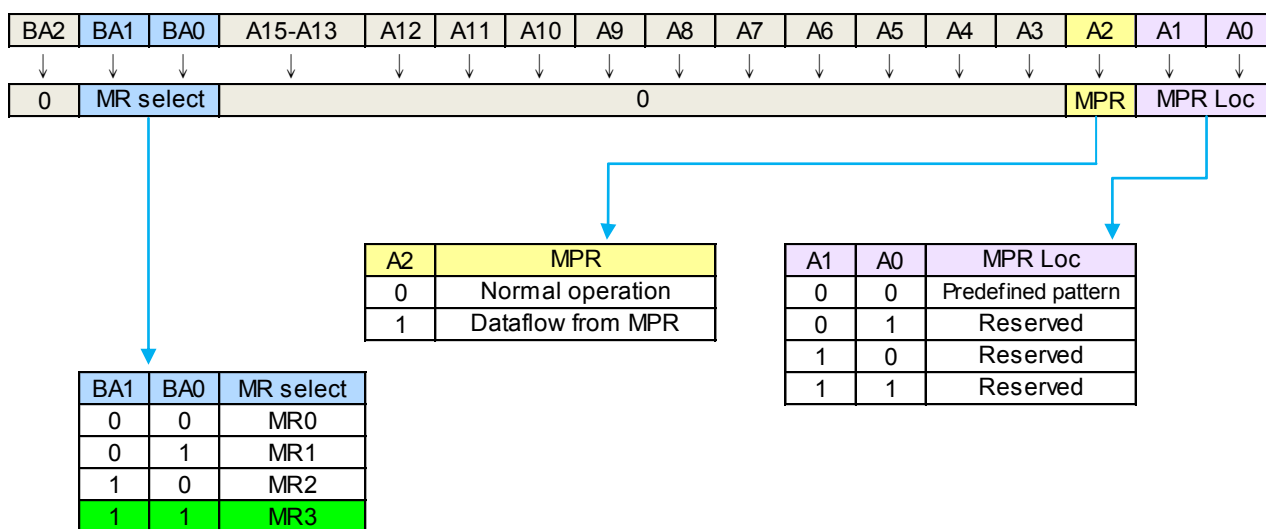 BA2 BA1 BA0 A15-A13 A12 A11 A10 A9 A8 A7 A6 A5 A4 A3 A2 A1 A0
0 MR select 0 MPR MPR Loc
A2 MPR
0 Normal operation
1 Dataflow from MPR
A1 A0 MPR Loc
0 0 Predefined pattern
0 1 Reserved
1 0 Reserved
1 1 Reserved
BA1 BA0 MR select
0 0 MR0
0 1 MR1
1 0 MR2
1 1 MR3